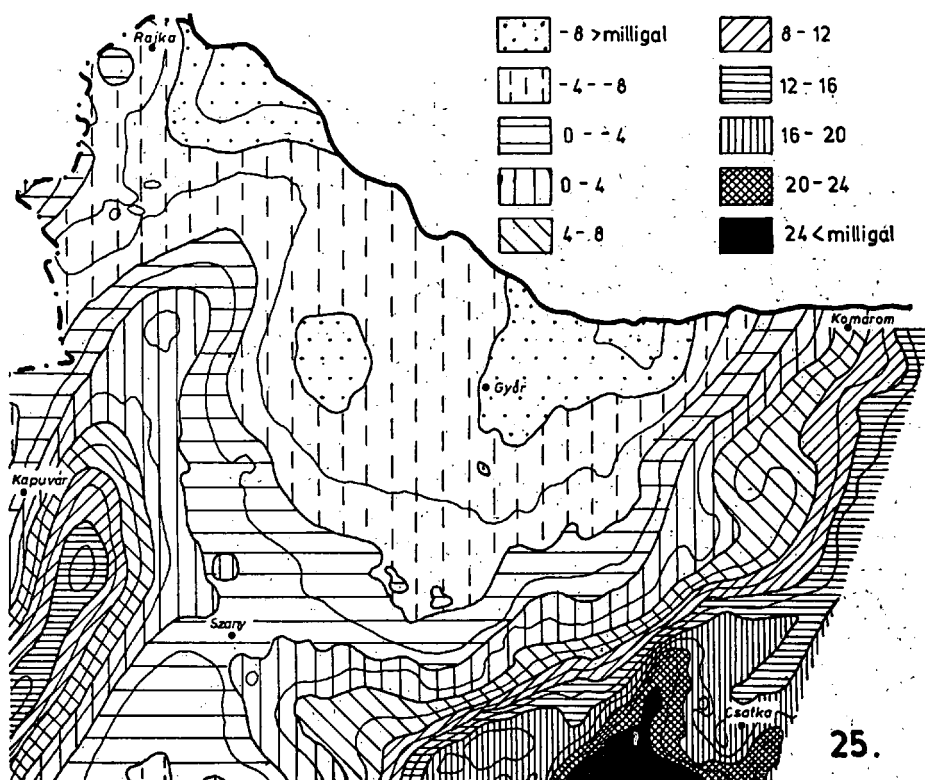 Rajka
-8 >milligal
-4--8
0--4
0-4
4-8
8-12
12-16
16-20
20-24
24<milligál
Komárom
Győr
Kapuvár
Szany
Csatka
25.